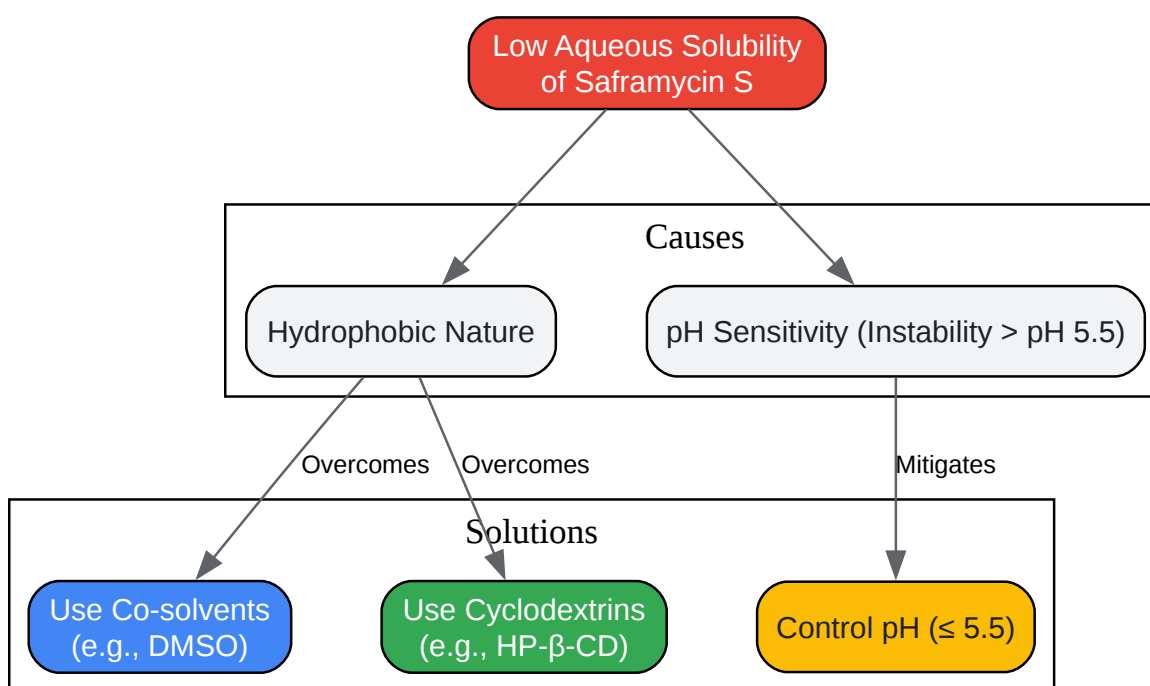 Low Aqueous Solubility
of Saframycin S
Causes
Hydrophobic Nature
pH Sensitivity (Instability > pH 5.5)
Overcomes
Overcomes
Mitigates
Solutions
Use Co-solvents
(e.g., DMSO)
Use Cyclodextrins
(e.g., HP-β-CD)
Control pH (≤ 5.5)